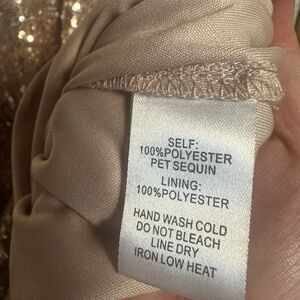 SELF:
100%POLYESTER
PET SEQUIN
LINING:
100%POLYESTER
HAND WASH COLD
DO NOT BLEACH
LINE DRY
IRON LOW HEAT